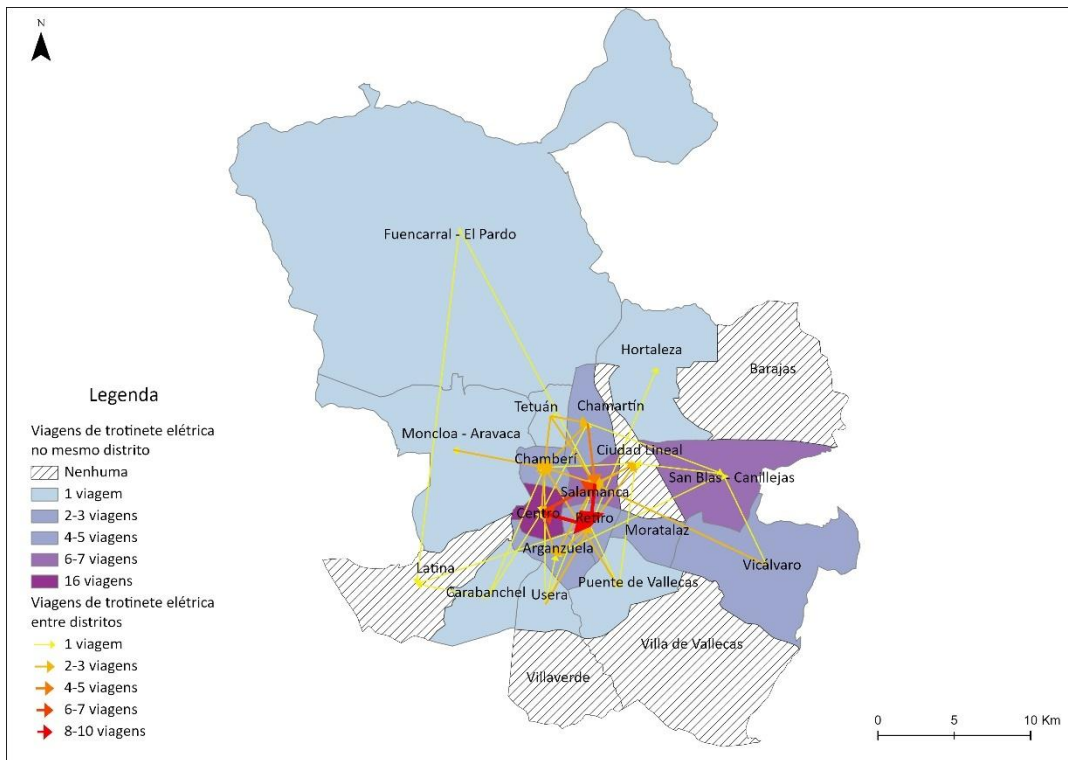 N
Fuencarral - El Pardo
Hortaleza
Barajas
Tetuán
Chamartín
Moncloa - Aravaca
Chamberí
Ciudad Lineal
San Blas - Canillejas
Salamanca
Centro
Retiro
Moratalaz
Arganzuela
Vicálvaro
Latina
Carabanchel
Usera
Puente de Vallecas
Villa de Vallecas
Villaverde
Legenda
Viagens de trotinete elétrica
no mesmo distrito
Nenhuma
1 viagem
2-3 viagens
4-5 viagens
6-7 viagens
16 viagens
Viagens de trotinete elétrica
entre distritos
1 viagem
2-3 viagens
4-5 viagens
6-7 viagens
8-10 viagens
0 5 10 Km